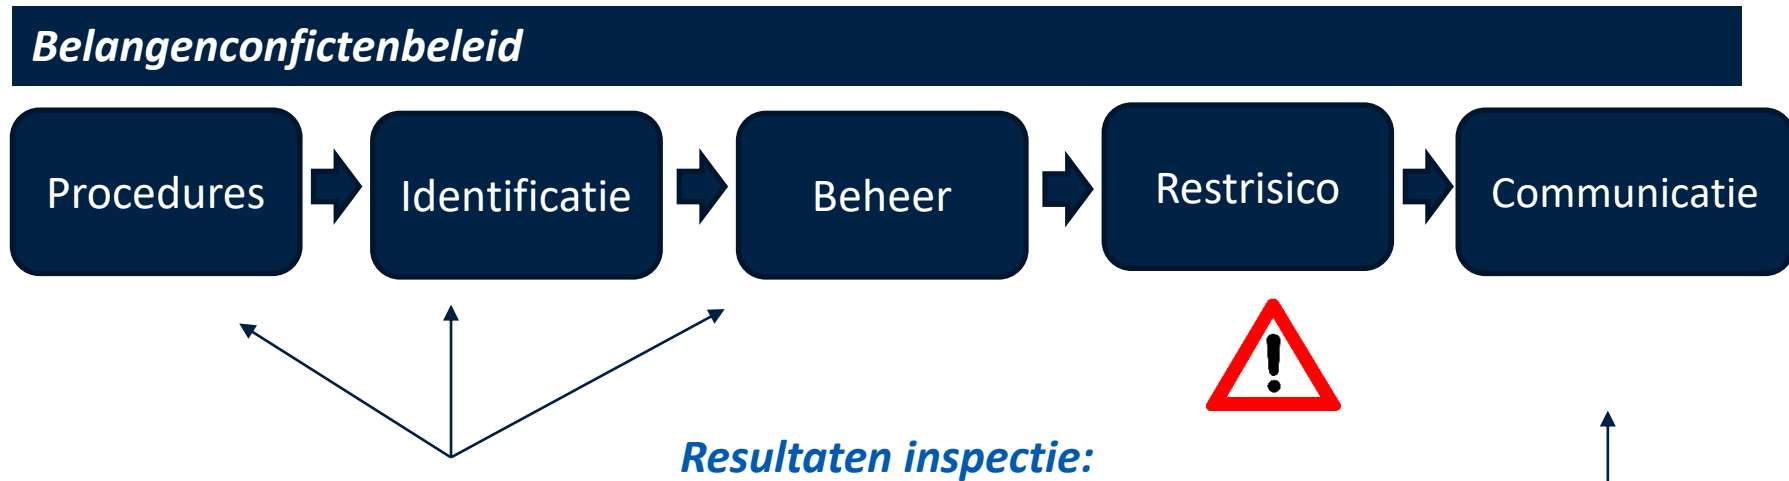 Belangenconfictenbeleid
Procedures
Identificatie
Beheer
Restrisico
Communicatie
Resultaten inspectie: